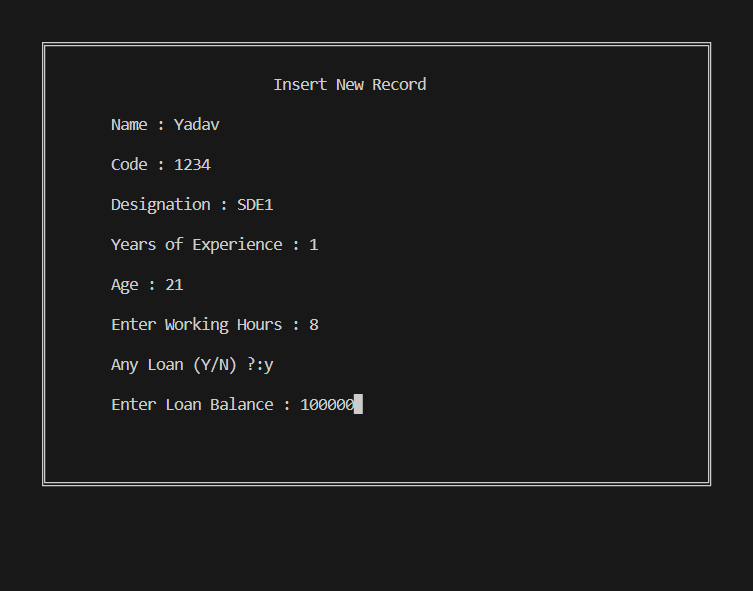 Insert New Record
Name : Yadav
Code : 1234
Designation : SDE1
Years of Experience : 1
Age : 21
Enter Working Hours : 8
Any Loan (Y/N) ?:y
Enter Loan Balance : 100000